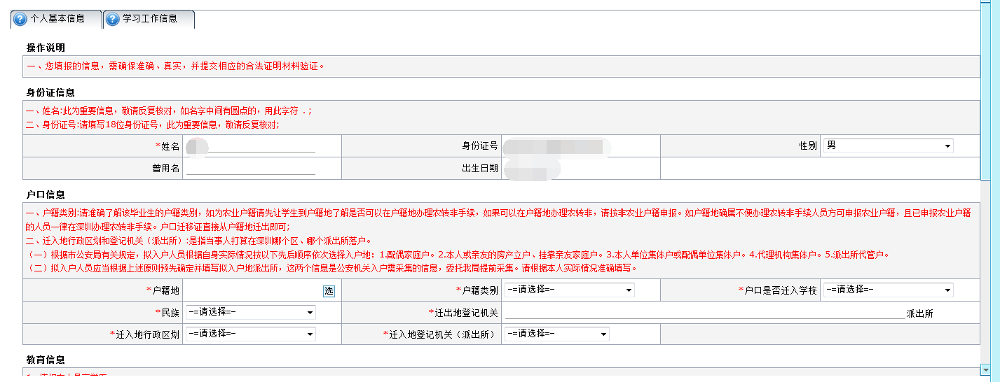 个人基本信息 学习工作信息
操作说明
一、您填报的信息，需确保准确、真实，并提交相应的合法证明材料验证。
身份证信息
一、姓名:此为重要信息，敬请反复核对，如名字中间有圆点的，用此字符 . ;
二、身份证号:请填写18位身份证号，此为重要信息，敬请反复核对;
*姓名 身份证号 性别 男
曾用名 出生日期
户口信息
一、户籍类别:请准确了解该毕业生的户籍类别，如为农业户籍请先让学生到户籍地了解是否可以在户籍地办理农转非手续，如果可以在户籍地办理农转非，请按非农业户籍申报。如户籍地确属不便办理农转非手续人员方可申报农业户籍，且已申报农业户籍
的人员一律在深圳办理农转非手续。户口迁移证直接从户籍地迁出即可;
二、迁入地行政区划和登记机关（派出所）:是指当事人打算在深圳哪个区、哪个派出所落户。
（一）根据市公安局有关规定，拟入户人员根据自身实际情况按以下先后顺序依次选择入户地：1.配偶家庭户。2.本人或亲友的房产立户、挂靠亲友家庭户。3.本人单位集体户或配偶单位集体户。4.代理机构集体户。5.派出所代管户。
（二）拟入户人员应当根据上述原则预先确定并填写拟入户地派出所，这两个信息是公安机关入户需采集的信息，委托我局提前采集。请根据本人实际情况准确填写。
*户籍地 选 *户籍类别 -=请选择=- *户口是否迁入学校 -=请选择=-
*民族 -=请选择=- *迁出地登记机关 派出所
*迁入地行政区划 -=请选择=- *迁入地登记机关（派出所） -=请选择=-
教育信息